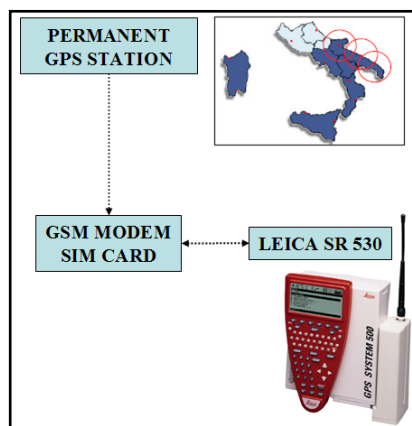 PERMANENT
GPS STATION
GSM MODEM
SIM CARD
LEICA SR 530
GPS SYSTEM 500
Leica